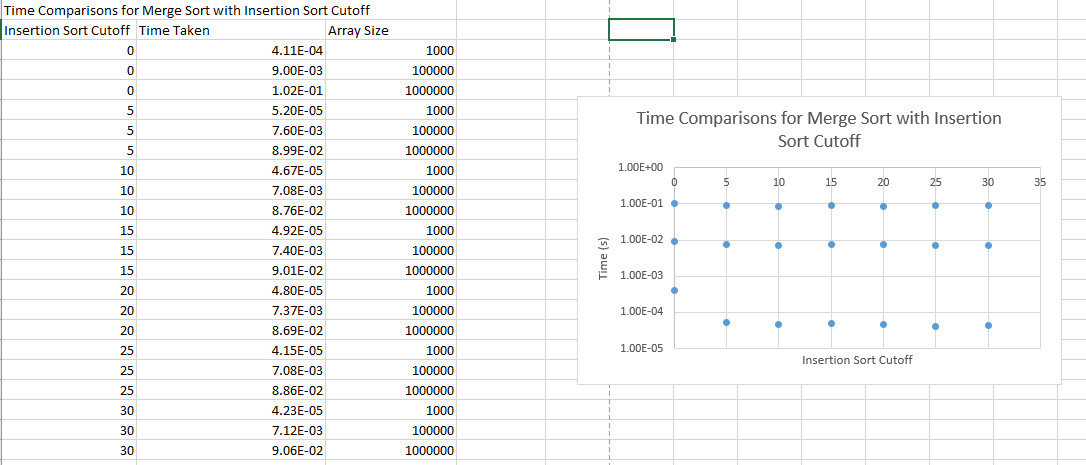 Time Comparisons for Merge Sort with Insertion Sort Cutoff
Insertion Sort Cutoff Time Taken Array Size
0 4.11E-04 1000
0 9.00E-03 100000
0 1.02E-01 1000000
5 5.20E-05 1000
5 7.60E-03 100000
5 8.99E-02 1000000
10 4.67E-05 1000
10 7.08E-03 100000
10 8.76E-02 1000000
15 4.92E-05 1000
15 7.40E-03 100000
15 9.01E-02 1000000
20 4.80E-05 1000
20 7.37E-03 100000
20 8.69E-02 1000000
25 4.15E-05 1000
25 7.08E-03 100000
25 8.86E-02 1000000
30 4.23E-05 1000
30 7.12E-03 100000
30 9.06E-02 1000000
Time Comparisons for Merge Sort with Insertion
Sort Cutoff
1.00E+00
0 5 10 15 20 25 30 35
1.00E-01
1.00E-02
Time (s)
1.00E-03
1.00E-04
1.00E-05
Insertion Sort Cutoff